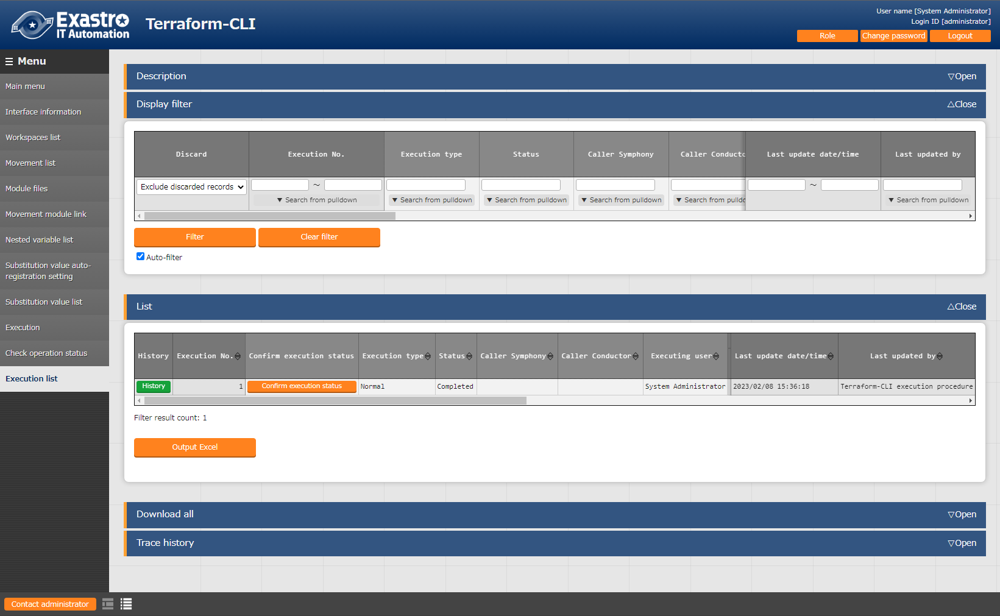 Exastro
IT Automation
Terraform-CLI
User name [System Administrator]
Login ID [administrator]
Role
Change password
Logout
Menu
Main menu
Interface information
Workspaces list
Movement list
Module files
Movement module link
Nested variable list
Substitution value auto-
registration setting
Substitution value list
Execution
Check operation status
Execution list
Description
▽Open
Display filter
△Close
Discard
Execution No.
Execution type
Status
Caller Symphony
Caller Conductc
Last update date/time
Last updated by
Exclude discarded records
~
~
▼ Search from pulldown
▼ Search from pulldown
▼ Search from pulldown
▼ Search from pulldown
▼ Search from pulldc
▼ Search from pulldown
Filter
Clear filter
Auto-filter
List
△Close
History
Execution No.
Confirm execution status
Execution type
Status
Caller Symphony
Caller Conductor
Executing user
Last update date/time
Last updated by
History
1
Confirm execution status
Normal
Completed
System Administrator
2023/02/08 15:36:18
Terraform-CLI execution procedure
Filter result count: 1
Output Excel
Download all
▽Open
Trace history
▽Open
Contact administrator